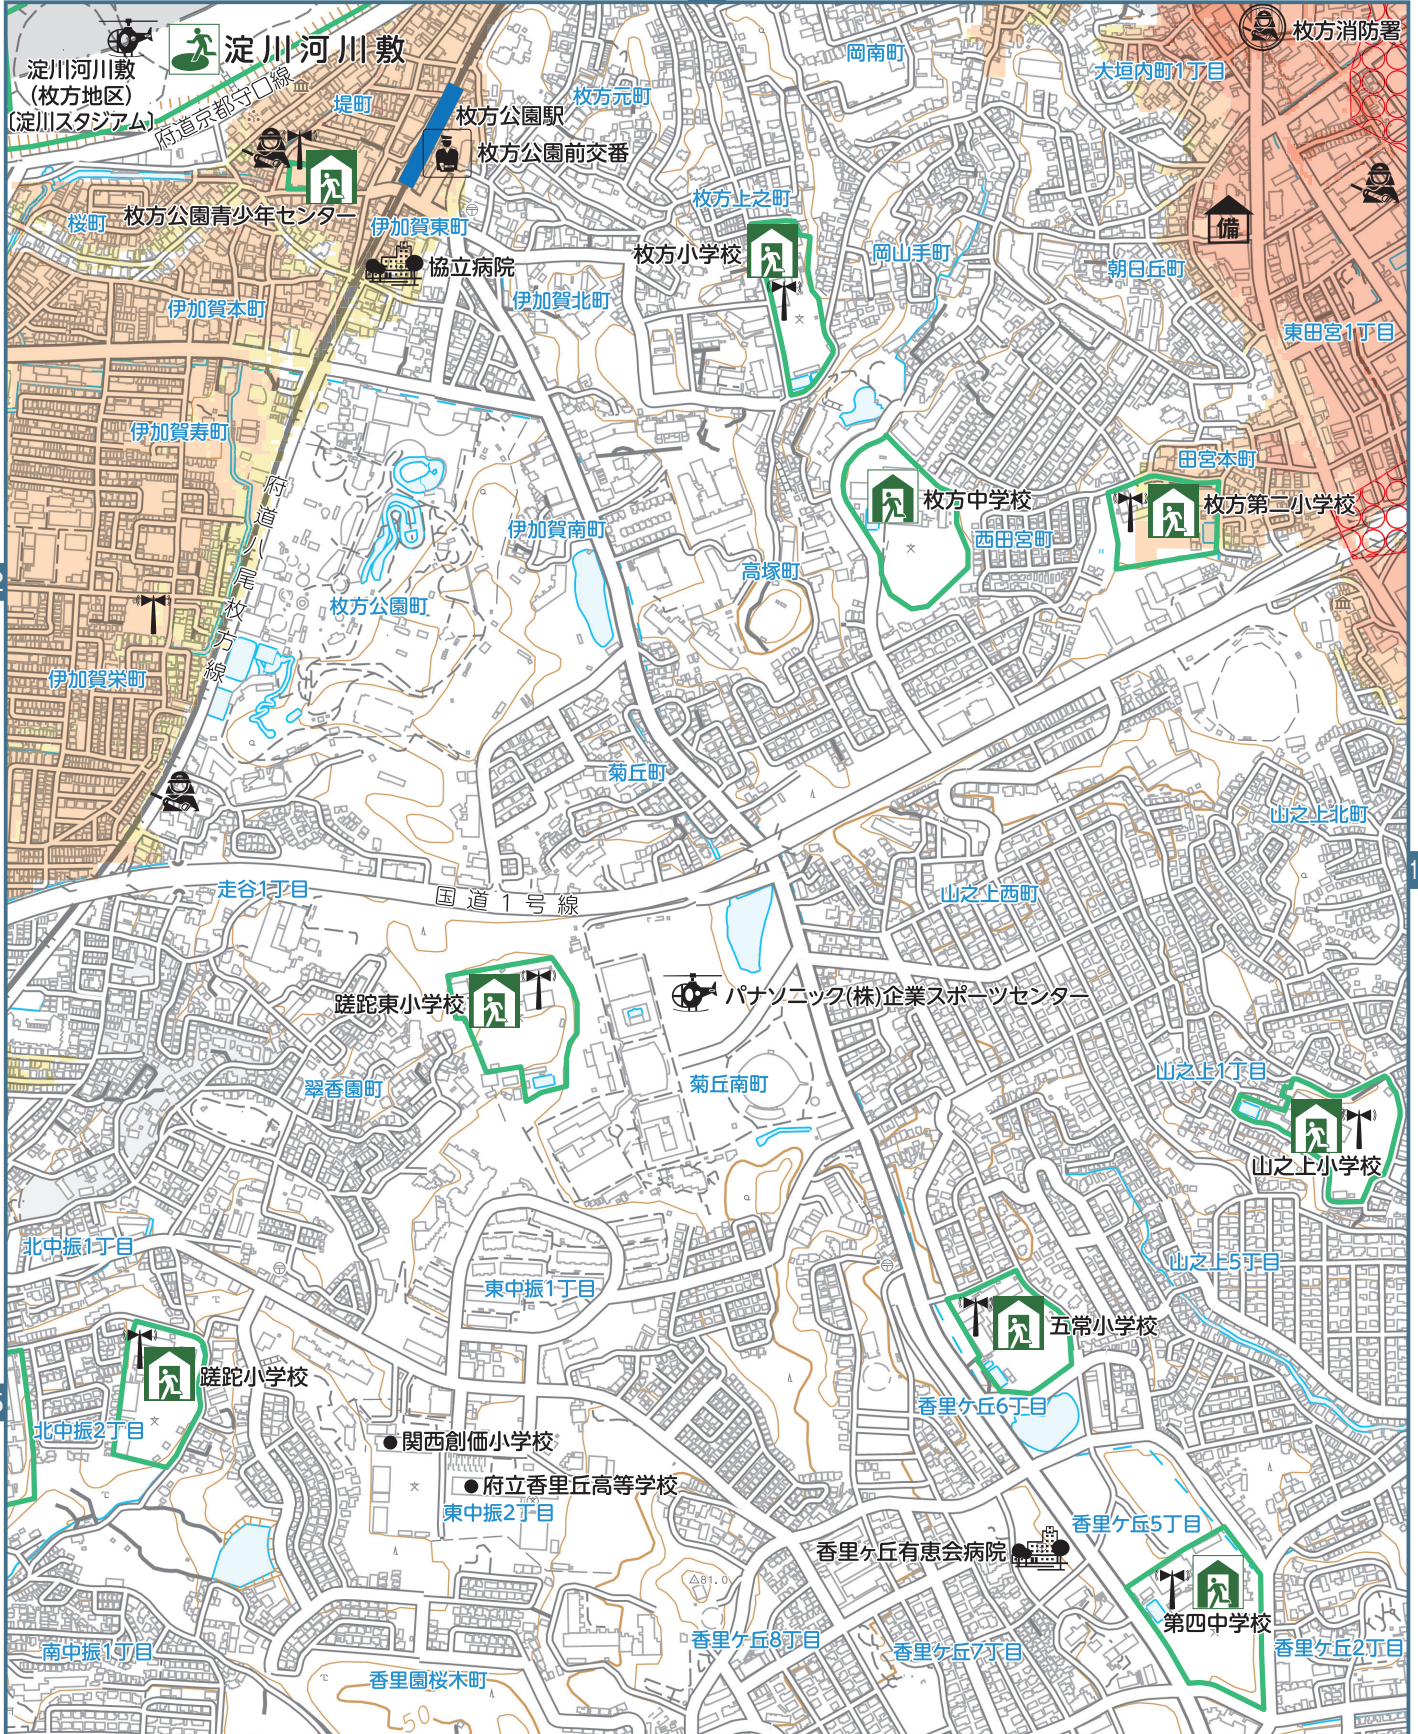 淀川河川敷
淀川河川敷
(枚方地区)
〔淀川スタジアム〕
府道京都守口線
堤町
枚方公園駅
枚方公園前交番
枚方元町
岡南町
大垣内町1丁目
枚方消防署
桜町
枚方公園青少年センター
伊加賀東町
協立病院
枚方上之町
枚方小学校
岡山手町
備
朝日丘町
伊加賀本町
伊加賀北町
東田宮1丁目
伊加賀寿町
田宮本町
府道八尾枚方線
枚方中学校
枚方第二小学校
伊加賀南町
西田宮町
高塚町
枚方公園町
伊加賀栄町
菊丘町
山之上北町
走谷1丁目
国道1号線
山之上西町
1
蹉跎東小学校
パナソニック(株)企業スポーツセンター
翠香園町
菊丘南町
山之上1丁目
山之上小学校
北中振1丁目
東中振1丁目
山之上5丁目
五常小学校
蹉跎小学校
香里ケ丘6丁目
北中振2丁目
関西創価小学校
府立香里丘高等学校
東中振2丁目
香里ケ丘5丁目
香里ヶ丘有恵会病院
81.0
第四中学校
南中振1丁目
香里ケ丘8丁目
香里ケ丘7丁目
香里ケ丘2丁目
香里園桜木町
50